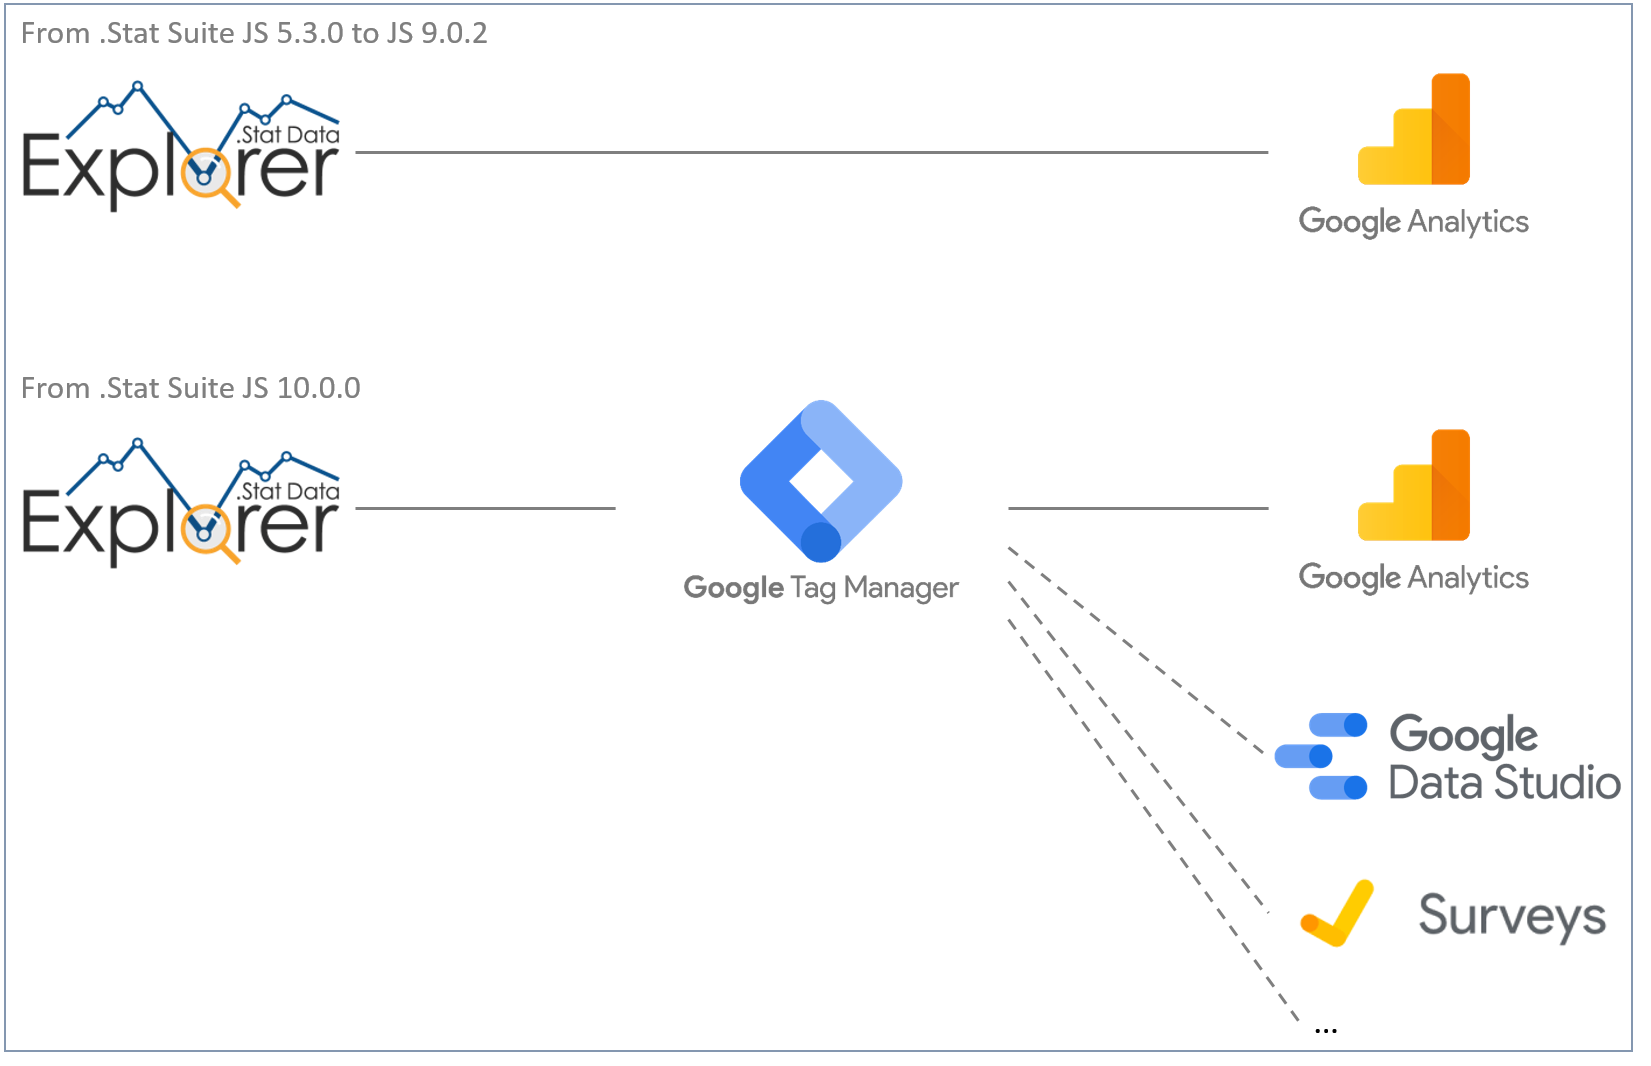 From .Stat Suite JS 5.3.0 to JS 9.0.2
.Stat Data
Explorer
Google Analytics
From .Stat Suite JS 10.0.0
.Stat Data
Explorer
Google Tag Manager
Google Analytics
Google
Data Studio
Surveys
...